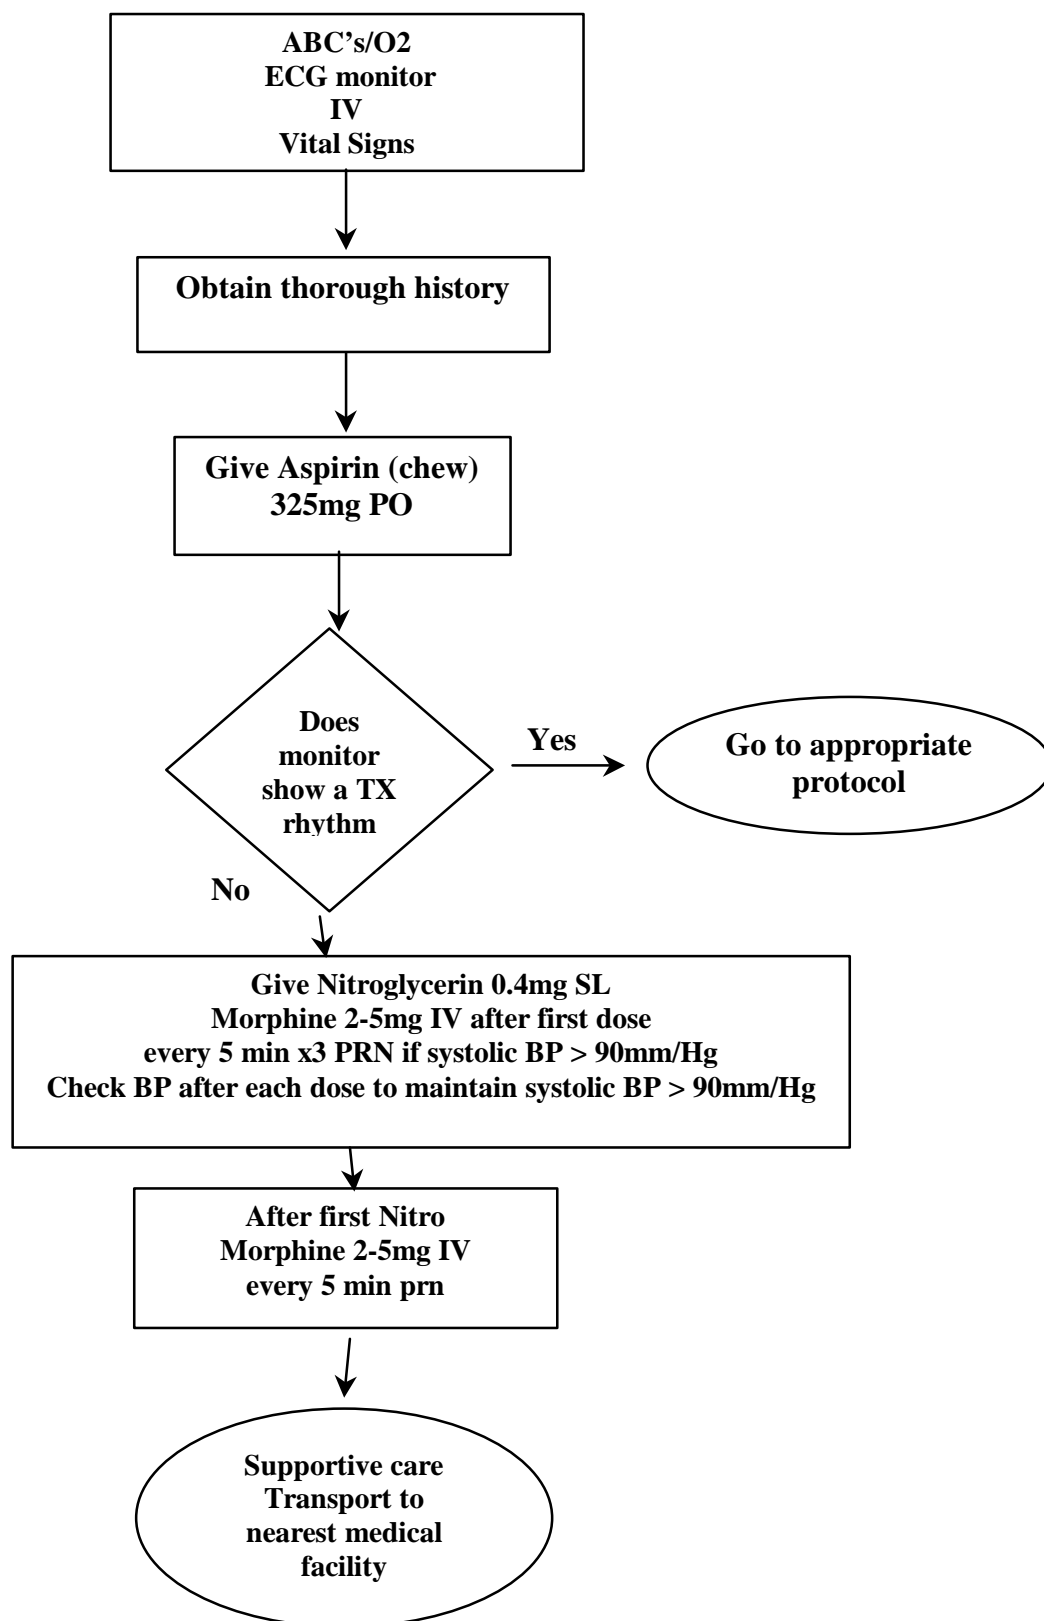 ABC’s/O2
ECG monitor
IV
Vital Signs
Obtain thorough history
Give Aspirin (chew)
325mg PO
Does
monitor
show a TX
rhythm
Yes
Go to appropriate
protocol
No
Give Nitroglycerin 0.4mg SL
Morphine 2-5mg IV after first dose
every 5 min x3 PRN if systolic BP > 90mm/Hg
Check BP after each dose to maintain systolic BP > 90mm/Hg
After first Nitro
Morphine 2-5mg IV
every 5 min prn
Supportive care
Transport to
nearest medical
facility